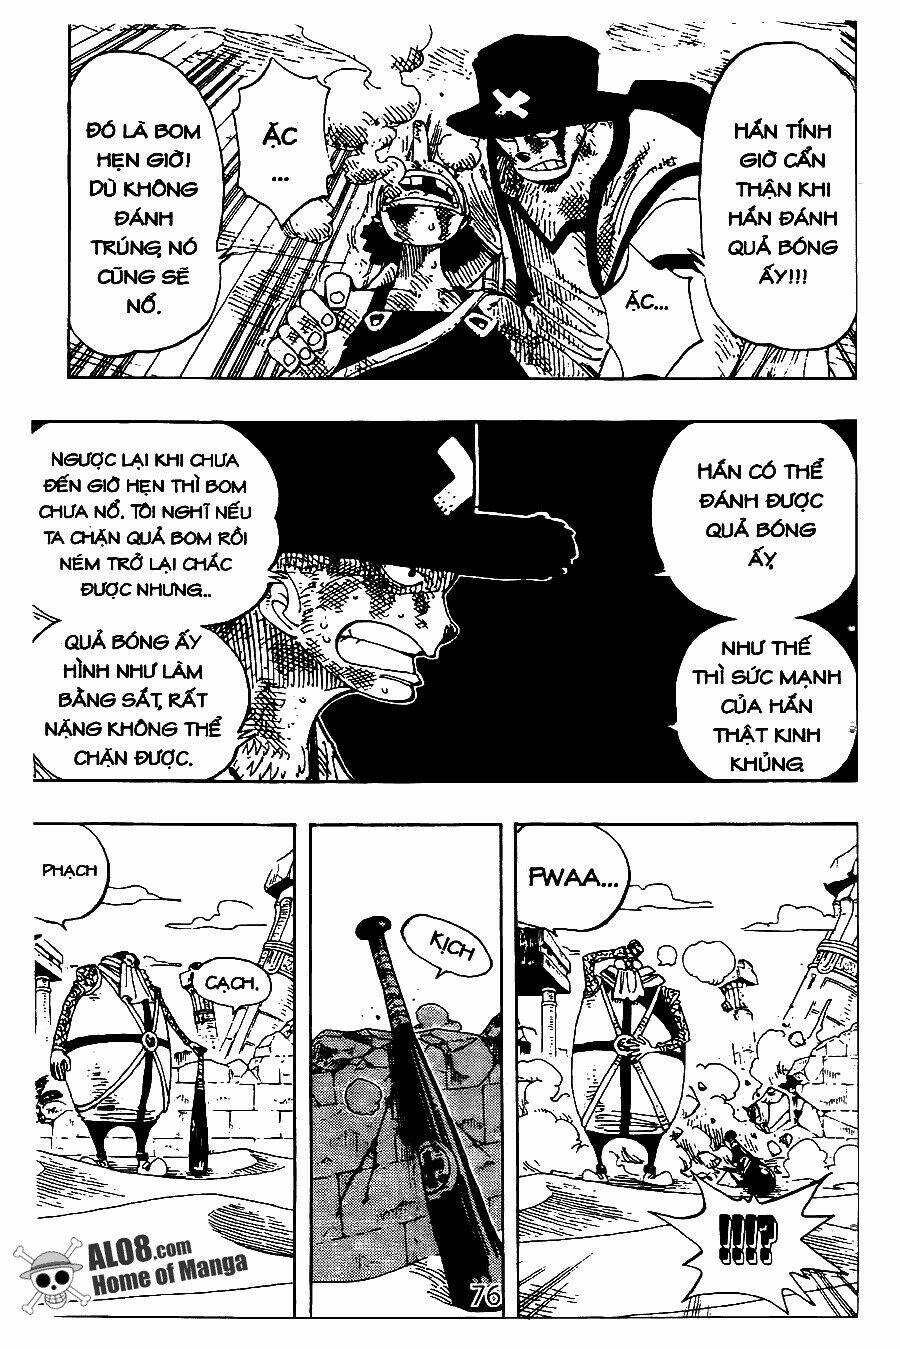 HẮN TÍNH
GIỜ CẨN
THẬN KHI
HẮN ĐÁNH
QUẢ BÓNG
ẤY!!!
ẶC...
ẶC
...
ĐÓ LÀ BOM
HẸN GIỜ!
DÙ KHÔNG
ĐÁNH
TRÚNG, NÓ
CŨNG SẼ
NỔ.
HẮN CÓ THỂ
ĐÁNH ĐƯỢC
QUẢ BÓNG
ẤY,
NHƯ THẾ
THÌ SỨC MẠNH
CỦA HẮN
THẬT KINH
KHỦNG.
NGƯỢC LẠI KHI CHƯA
ĐẾN GIỜ HẸN THÌ BOM
CHƯA NỔ. TÔI NGHĨ NẾU
TA CHẶN QUẢ BOM RỒI
NÉM TRỞ LẠI CHẮC
ĐƯỢC NHƯNG..
QUẢ BÓNG ẤY
HÌNH NHƯ LÀM
BẰNG SẮT, RẤT
NẶNG KHÔNG THỂ
CHẶN ĐƯỢC.
FWAA...
!!!!?
KỊCH
PHẠCH
CẠCH.
76
ALO8.com
Home of Manga